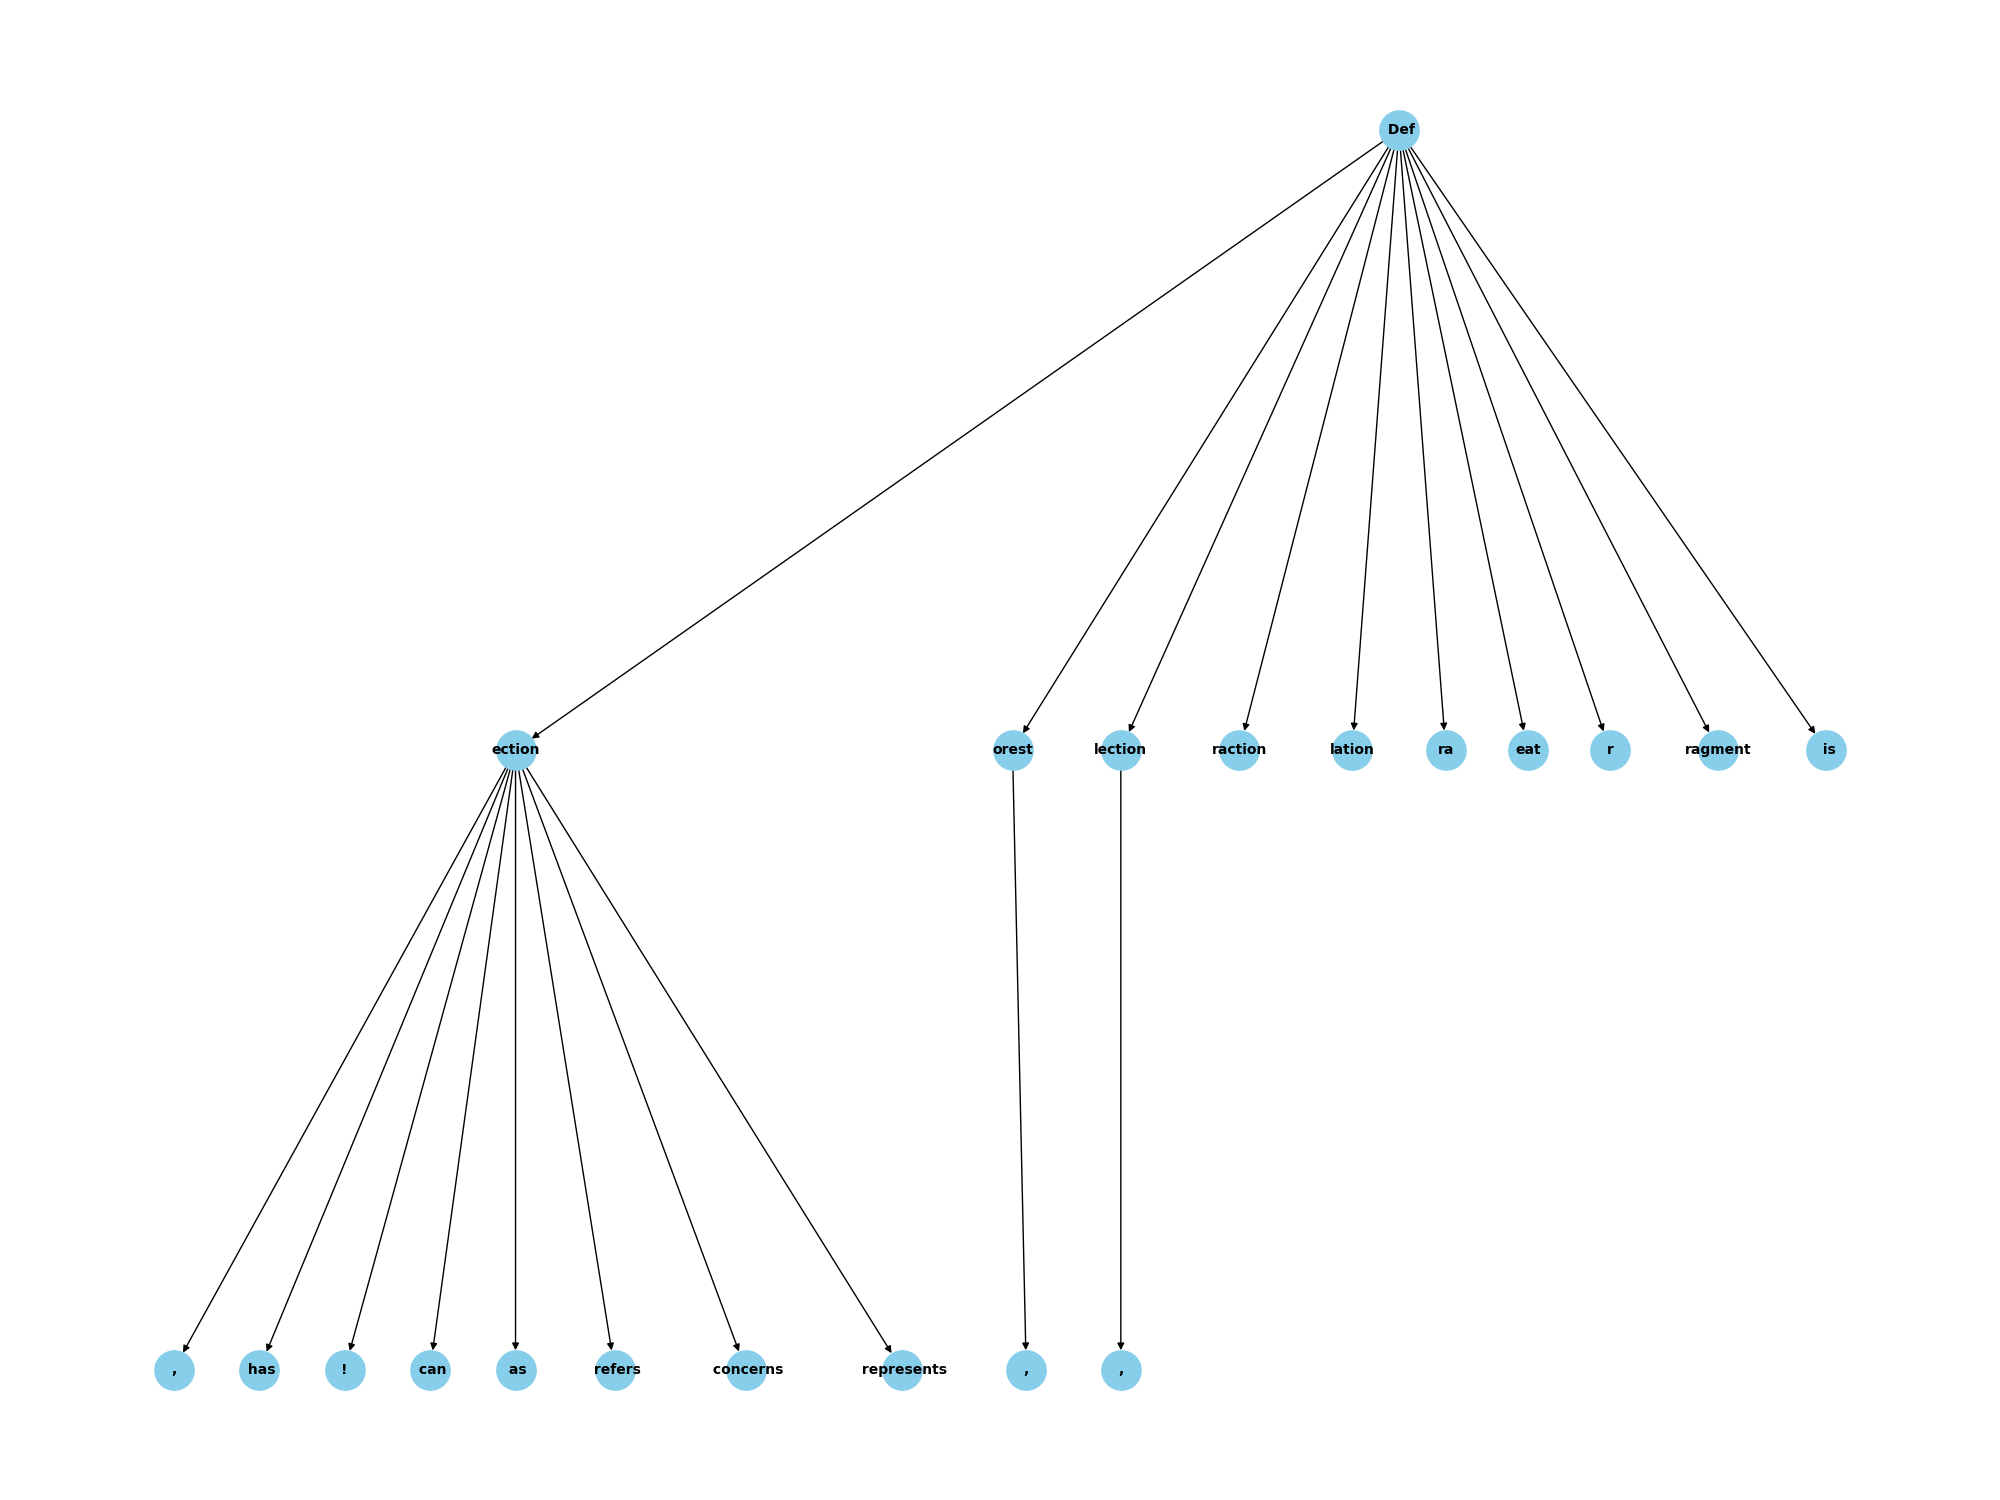 Def
ection orest lection raction lation ra eat r ragment is
, has ! can as refers concerns represents , ,